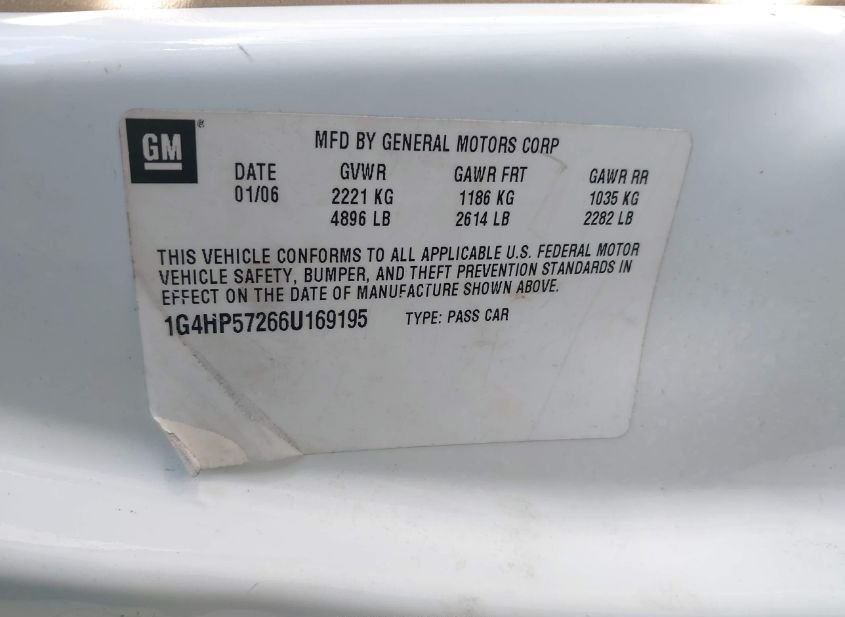 GM®
MFD BY GENERAL MOTORS CORP
DATE GVWR GAWR FRT GAWR RR
01/06 2221 KG 1186 KG 1035 KG
4896 LB 2614 LB 2282 LB
THIS VEHICLE CONFORMS TO ALL APPLICABLE U.S. FEDERAL MOTOR
VEHICLE SAFETY, BUMPER, AND THEFT PREVENTION STANDARDS IN
EFFECT ON THE DATE OF MANUFACTURE SHOWN ABOVE.
1G4HP57266U169195 TYPE: PASS CAR